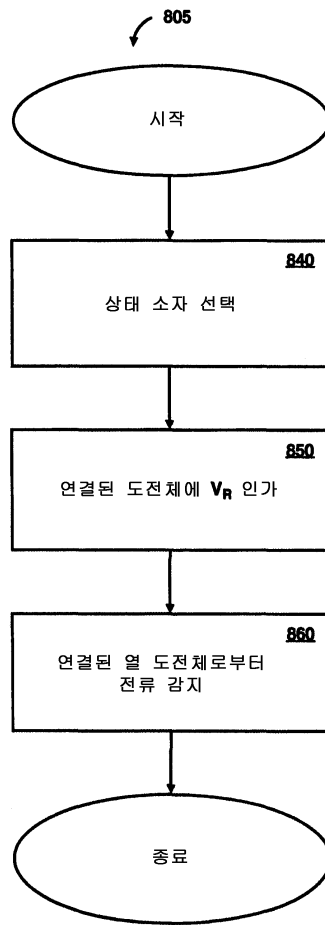 805
시작
840
상태 소자 선택
850
연결된 도전체에 VR 인가
860
연결된 열 도전체로부터
전류 감지
종료